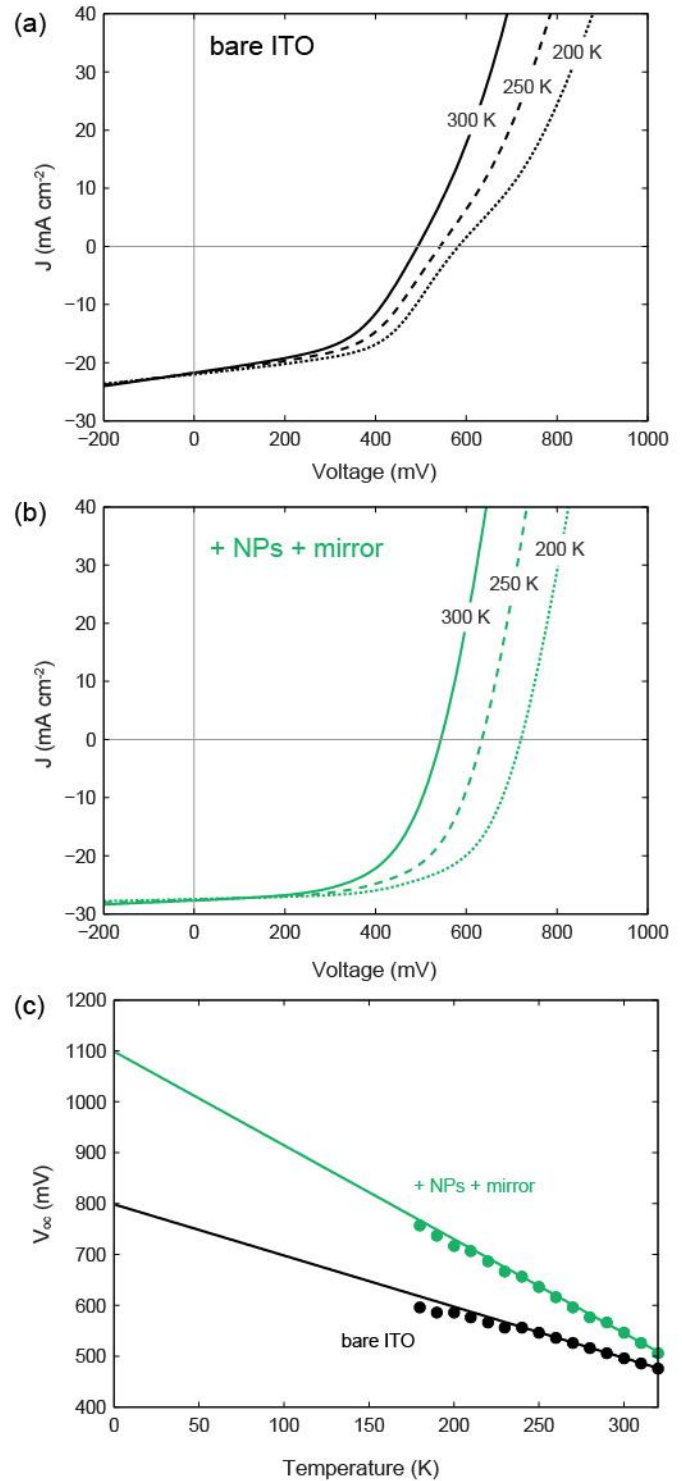 (a)
bare ITO
200 K
250 K
300 K
J (mA cm⁻²)
40
30
20
10
0
−10
−20
−30
−200
0
200
400
600
800
1000
Voltage (mV)
(b)
+ NPs + mirror
200 K
250 K
300 K
J (mA cm⁻²)
40
30
20
10
0
−10
−20
−30
−200
0
200
400
600
800
1000
Voltage (mV)
(c)
V_oc (mV)
1200
1100
1000
900
800
700
600
500
400
+ NPs + mirror
bare ITO
0
50
100
150
200
250
300
Temperature (K)